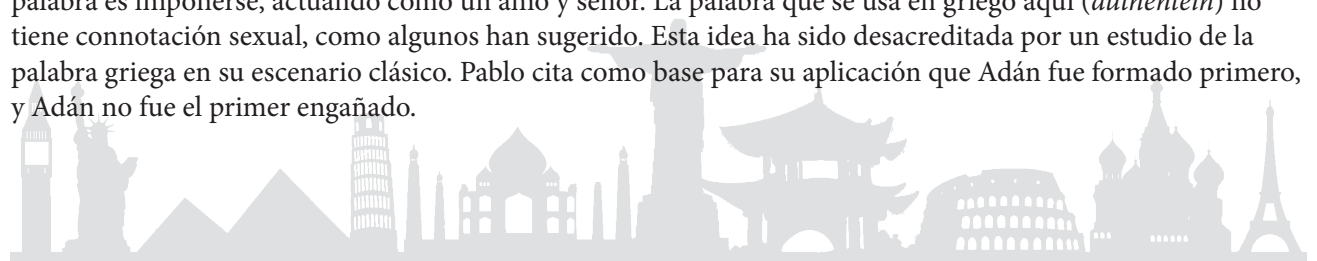 palabra es imponerse, actuando como un amo y señor. La palabra que se usa en griego aquí (authentein) no
tiene connotación sexual, como algunos han sugerido. Esta idea ha sido desacreditada por un estudio de la
palabra griega en su escenario clásico. Pablo cita como base para su aplicación que Adán fue formado primero,
y Adán no fue el primer engañado.